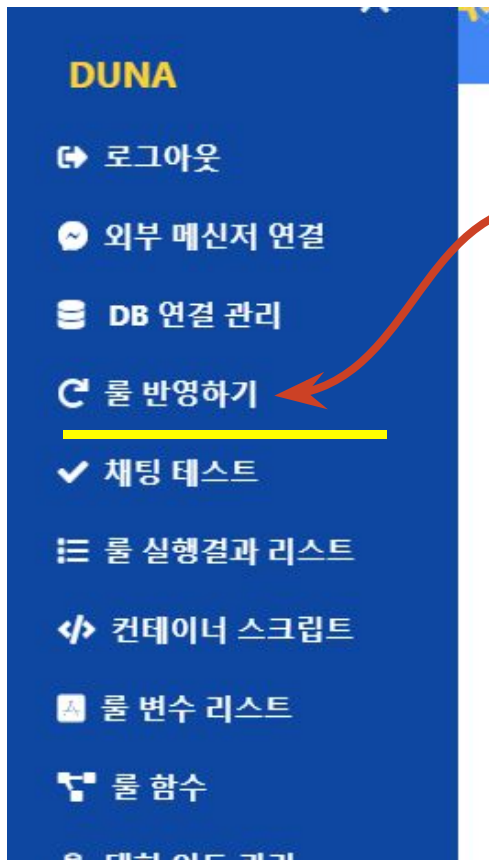 DUNA
로그아웃
외부 메신저 연결
DB 연결 관리
룰 반영하기
채팅 테스트
룰 실행결과 리스트
컨테이너 스크립트
룰 변수 리스트
룰 함수